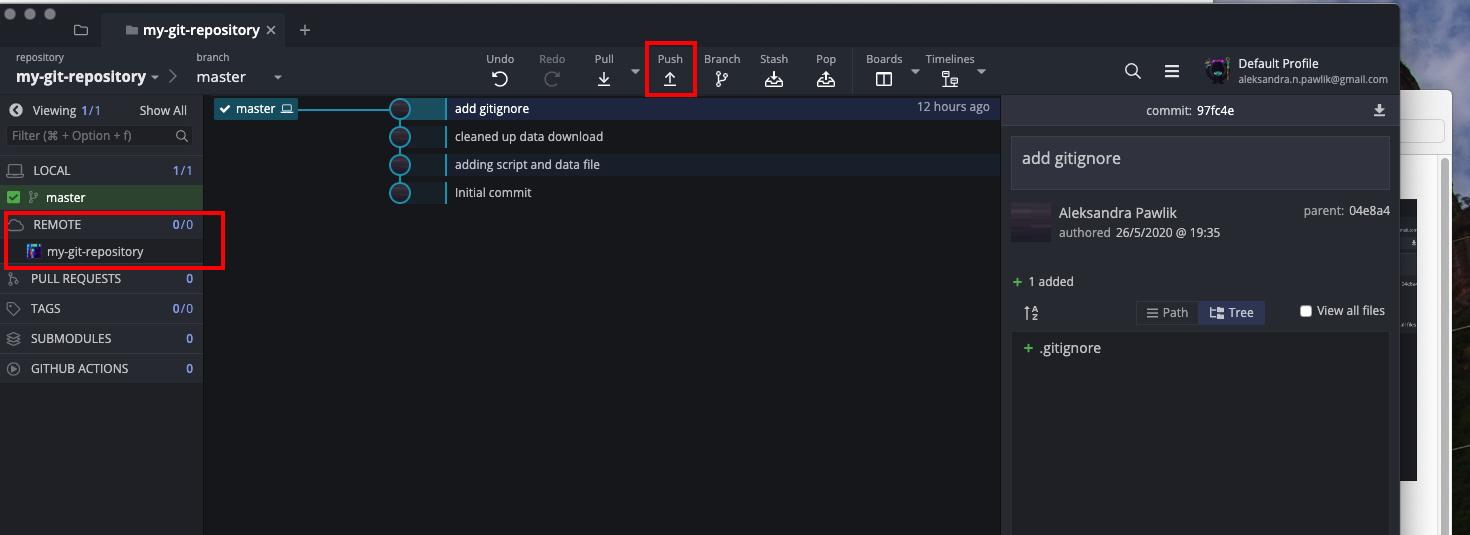 my-git-repository
repository
my-git-repository
branch
master
Undo
Redo
Pull
Push
Branch
Stash
Pop
Boards
Timelines
Default Profile
aleksandra.n.pawlik@gmail.com
Viewing 1/1 Show All
Filter (⌘ + Option + f)
LOCAL 1/1
master
REMOTE 0/0
my-git-repository
PULL REQUESTS 0
TAGS 0/0
SUBMODULES 0
GITHUB ACTIONS 0
master add gitignore 12 hours ago
cleaned up data download
adding script and data file
Initial commit
commit: 97fc4e
add gitignore
Aleksandra Pawlik parent: 04e8a4
authored 26/5/2020 @ 19:35
+ 1 added
A
Z
Path
Tree
View all files
+ .gitignore